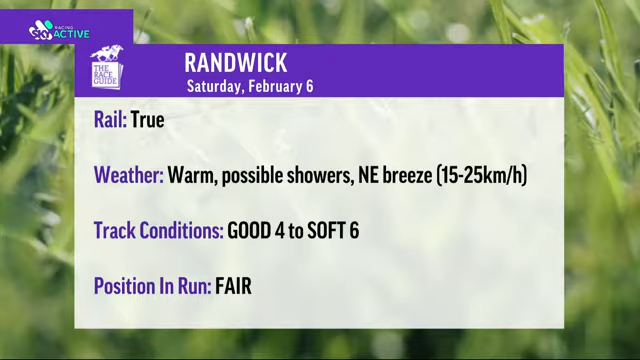 SKY RACING
ACTIVE
THE
RACE
GUIDE
RANDWICK
Saturday, February 6
Rail: True
Weather: Warm, possible showers, NE breeze (15-25km/h)
Track Conditions: GOOD 4 to SOFT 6
Position In Run: FAIR